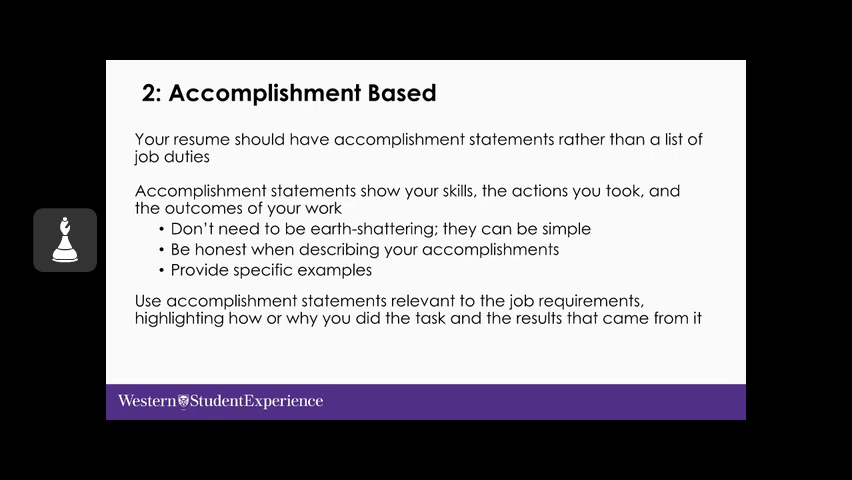 2: Accomplishment Based
Your resume should have accomplishment statements rather than a list of
job duties
Accomplishment statements show your skills, the actions you took, and
the outcomes of your work
• Don’t need to be earth-shattering; they can be simple
• Be honest when describing your accomplishments
• Provide specific examples
Use accomplishment statements relevant to the job requirements,
highlighting how or why you did the task and the results that came from it
Western StudentExperience